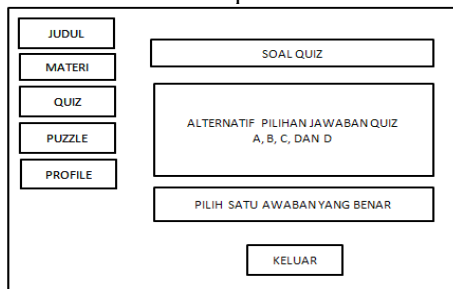 JUDUL
MATERI
QUIZ
PUZZLE
PROFILE
SOAL QUIZ
ALTERNATIF PILIHAN JAWABAN QUIZ
A, B, C, DAN D
PILIH SATU AWABAN YANG BENAR
KELUAR